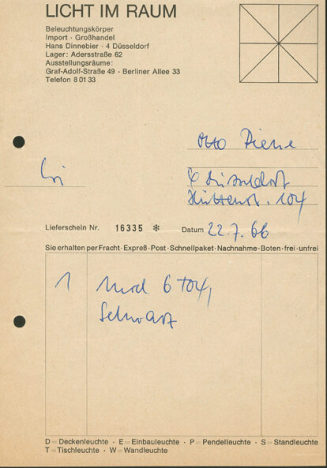 LICHT IM RAUM
Beleuchtungskörper
Import · Großhandel
Hans Dinnebier · 4 Düsseldorf
Lager: Adersstraße 62
Ausstellungsräume:
Graf-Adolf-Straße 49 · Berliner Allee 33
Telefon 8 01 33
Otto Piene
4 Düsseldorf
Hüttenstr. 104
Lieferschein Nr. 16335 ✻ Datum 22.7.66
Sie erhalten per Fracht-Expreß-Post-Schnellpaket-Nachnahme-Boten-frei-unfrei
1 6
Schwarz
D = Deckenleuchte · E = Einbauleuchte · P = Pendelleuchte · S = Standleuchte
T = Tischleuchte · W = Wandleuchte